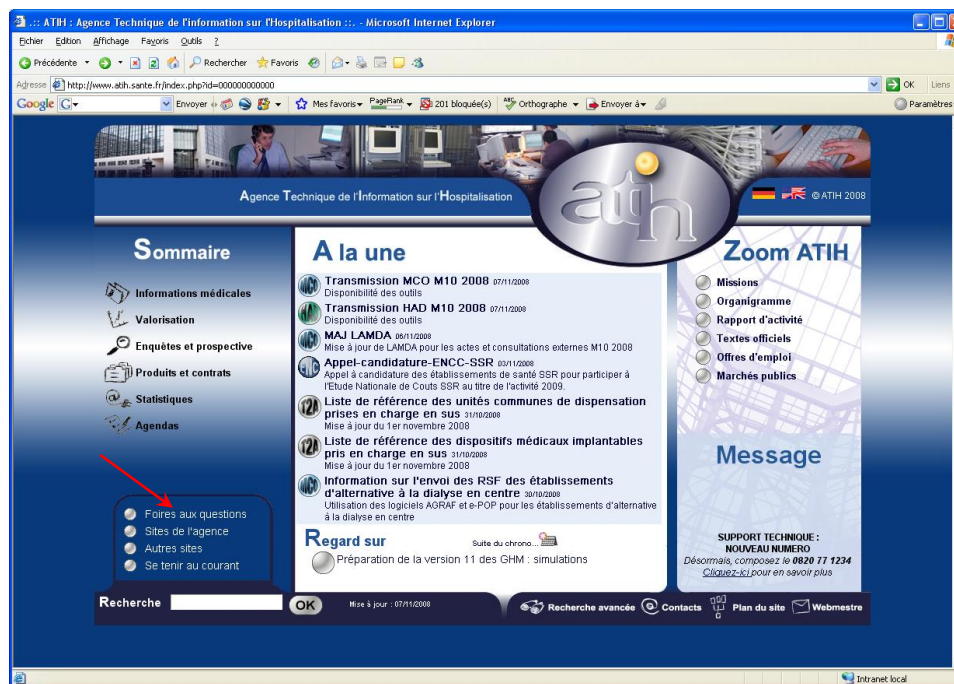 .:: ATIH : Agence Technique de l'information sur l'Hospitalisation ::. - Microsoft Internet Explorer
Fichier Edition Affichage Favoris Outils ?
Précédente Rechercher Favoris
Adresse http://www.atih.sante.fr/index.php?id=000000000000 OK Liens
Google G Envoyer Mes favoris PageRank 201 bloquée(s) Orthographe Envoyer à Paramètres
atih
Agence Technique de l'Information sur l'Hospitalisation
© ATIH 2008
Sommaire
Informations médicales
Valorisation
Enquêtes et prospective
Produits et contrats
Statistiques
Agendas
Foires aux questions
Sites de l'agence
Autres sites
Se tenir au courant
A la une
Transmission MCO M10 2008 07/11/2008
Disponibilité des outils
Transmission HAD M10 2008 07/11/2008
Disponibilité des outils
MAJ LAMDA 06/11/2008
Mise à jour de LAMDA pour les actes et consultations externes M10 2008
Appel-candidature-ENCC-SSR 03/11/2008
Appel à candidature des établissements de santé SSR pour participer à
l'Etude Nationale de Couts SSR au titre de l'activité 2009.
Liste de référence des unités communes de dispensation
prises en charge en sus 31/10/2008
Mise à jour du 1er novembre 2008
Liste de référence des dispositifs médicaux implantables
pris en charge en sus 31/10/2008
Mise à jour du 1er novembre 2008
Information sur l'envoi des RSF des établissements
d'alternative à la dialyse en centre 30/10/2008
Utilisation des logiciels AGRAF et e-POP pour les établissements d'alternative
à la dialyse en centre
Regard sur
Suite du chrono...
Préparation de la version 11 des GHM : simulations
Zoom ATIH
Missions
Organigramme
Rapport d'activité
Textes officiels
Offres d'emploi
Marchés publics
Message
SUPPORT TECHNIQUE :
NOUVEAU NUMERO
Désormais, composez le 0820 77 1234
Cliquez-ici pour en savoir plus
Recherche OK Mise à jour : 07/11/2008 Recherche avancée Contacts Plan du site Webmestre
Intranet local